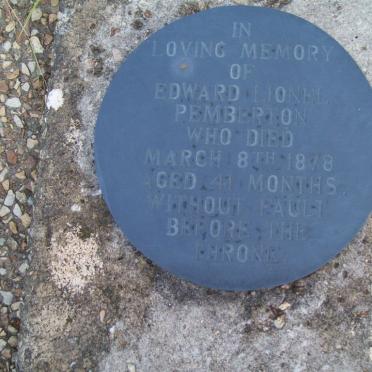 IN
LOVING MEMORY
OF
EDWARD LIONEL
PEMBERTON
WHO DIED
MARCH 8TH 1878
AGED 41 MONTHS
WITHOUT FAULT
BEFORE THE
THRONE